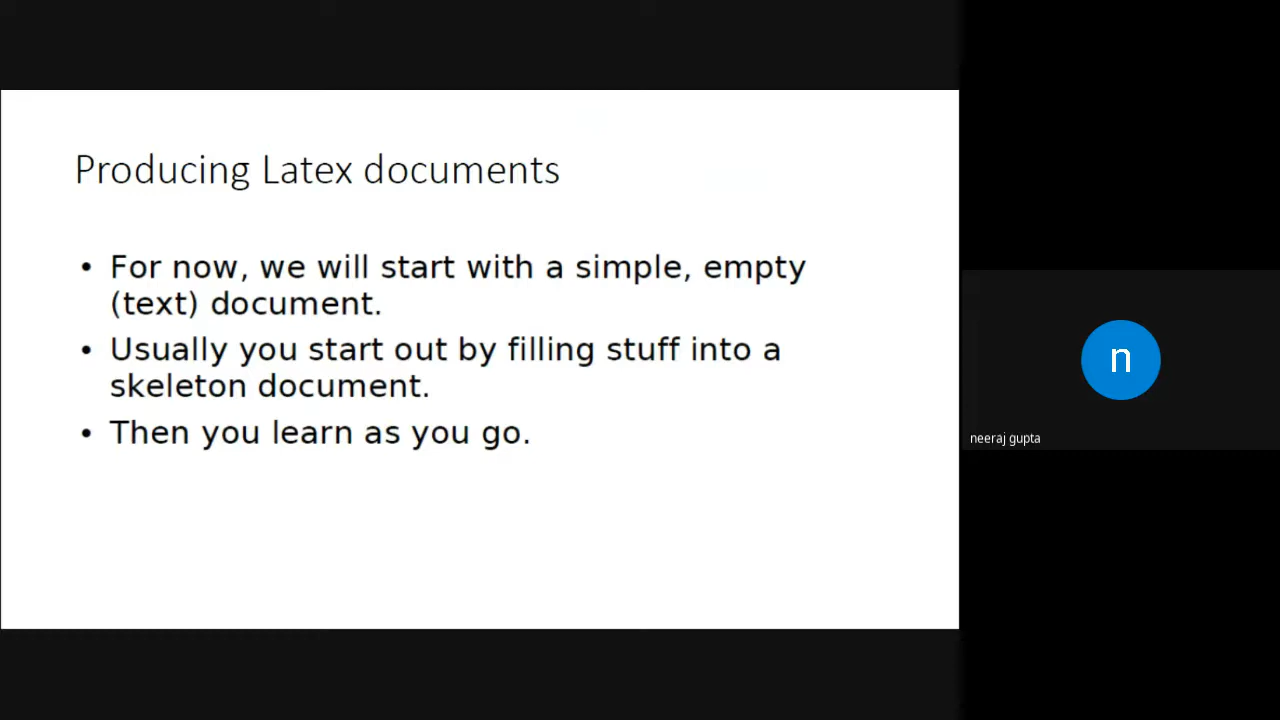 Producing Latex documents
• For now, we will start with a simple, empty
(text) document.
• Usually you start out by filling stuff into a
skeleton document.
• Then you learn as you go.
n
neeraj gupta